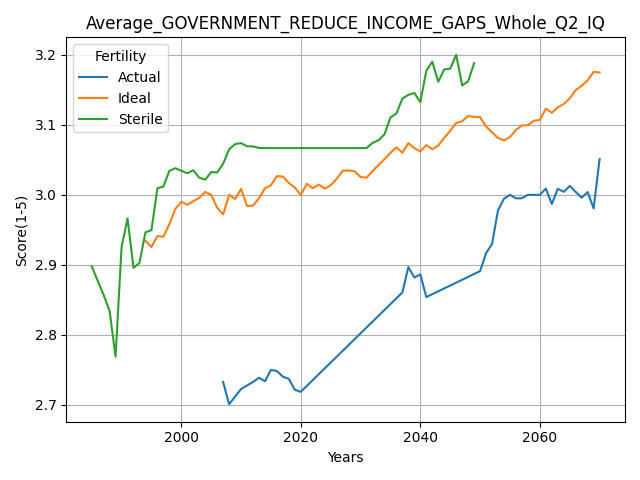 Average_GOVERNMENT_REDUCE_INCOME_GAPS_Whole_Q2_IQ
Fertility
Actual
Ideal
Sterile
3.2
3.1
3.0
2.9
2.8
2.7
Score(1-5)
2000 2020 2040 2060
Years